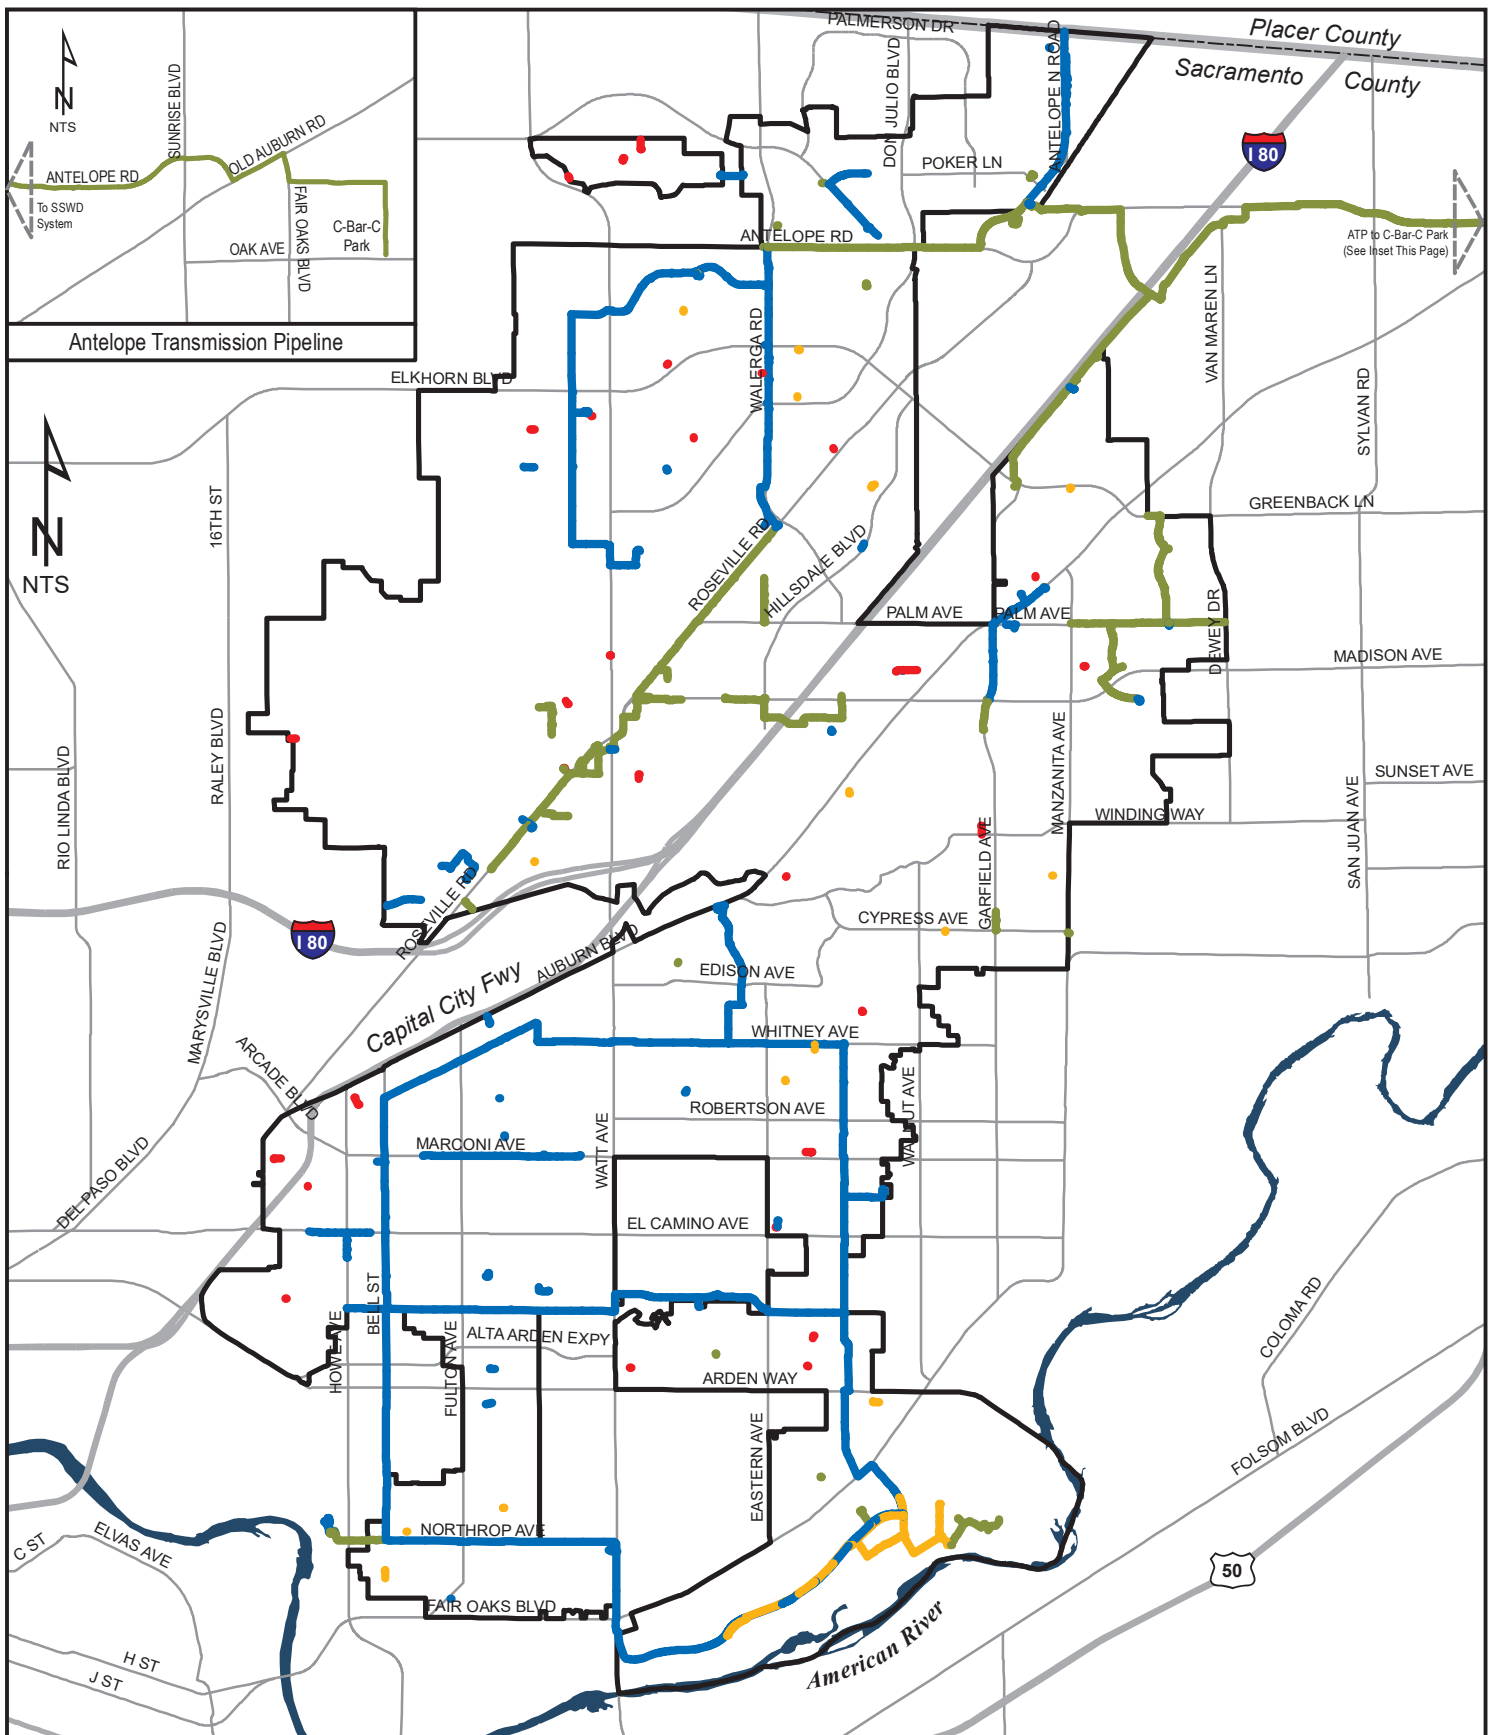 PALMERSON DR
Placer County
Sacramento County
DON JULIO BLVD
ANTELOPE N ROAD
I 80
POKER LN
N
NTS
SUNRISE BLVD
OLD AUBURN RD
ANTELOPE RD
To SSWD
System
FAIR OAKS BLVD
C-Bar-C
Park
OAK AVE
Antelope Transmission Pipeline
ANTELOPE RD
ATP to C-Bar-C Park
(See Inset This Page)
VAN MAREN LN
WALERGA RD
ELKHORN BLVD
SYLVAN RD
N
NTS
16TH ST
GREENBACK LN
ROSEVILLE RD
HILLSDALE BLVD
PALM AVE
PALM AVE
DEWEY DR
MADISON AVE
RALEY BLVD
RIO LINDA BLVD
MANZANITA AVE
SUNSET AVE
WINDING WAY
SAN JUAN AVE
GARFIELD AVE
ROSEVILLE RD
CYPRESS AVE
I 80
AUBURN BLVD
EDISON AVE
MARYSVILLE BLVD
Capital City Fwy
WHITNEY AVE
ARCADE BLVD
WALNUT AVE
ROBERTSON AVE
MARCONI AVE
WATT AVE
DEL PASO BLVD
EL CAMINO AVE
BELL ST
HOWE AVE
FULTON AVE
ALTA ARDEN EXPY
COLOMA RD
ARDEN WAY
EASTERN AVE
FOLSOM BLVD
C ST
ELVAS AVE
NORTHROP AVE
50
FAIR OAKS BLVD
American River
H ST
J ST